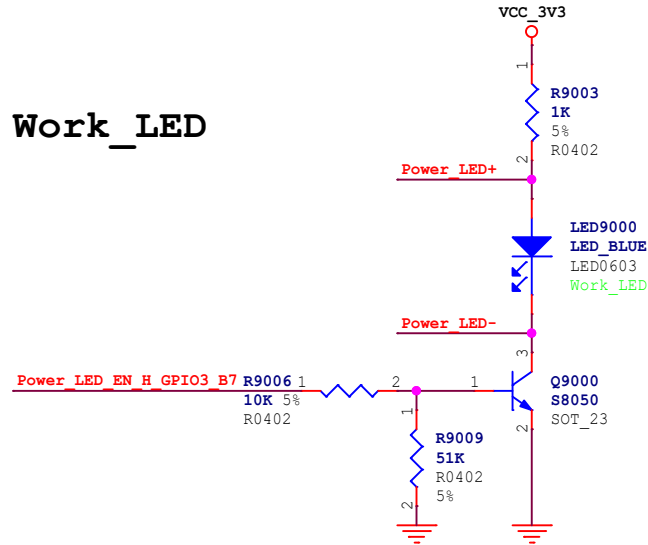 VCC_3V3
1
R9003
1K
5%
R0402
2
Work_LED
Power_LED+
LED9000
LED_BLUE
LED0603
Work_LED
Power_LED-
3
Power_LED_EN_H_GPIO3_B7
R9006
1
2
1
10K 5%
R0402
Q9000
S8050
SOT_23
2
1
R9009
51K
R0402
5%
2